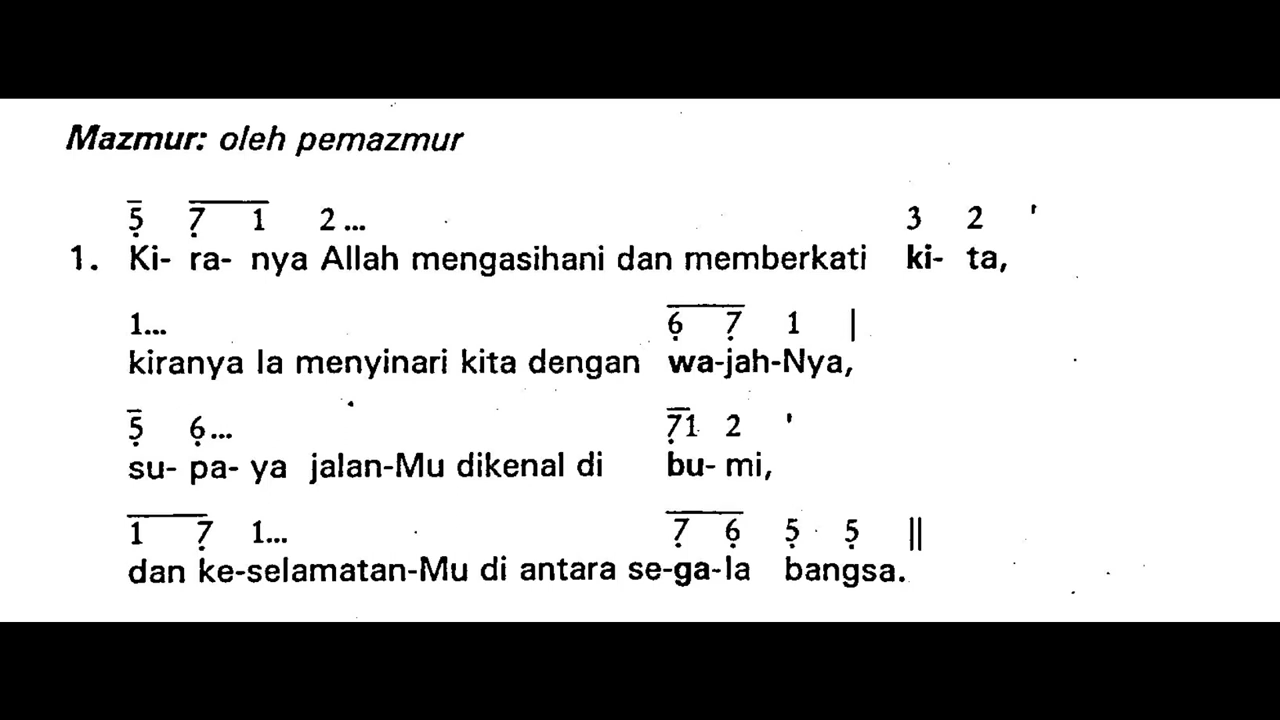 Mazmur: oleh pemazmur
5̣ 7̣ 1 2... 3 2 '
1. Ki- ra- nya Allah mengasihani dan memberkati ki- ta,
1... 6̣ 7̣ 1 |
kiranya Ia menyinari kita dengan wa-jah-Nya,
5̣ 6̣... 7̣1 2 '
su- pa- ya jalan-Mu dikenal di bu- mi,
1 7̣ 1... 7̣ 6̣ 5̣ 5̣ ||
dan ke-selamatan-Mu di antara se-ga-la bangsa.